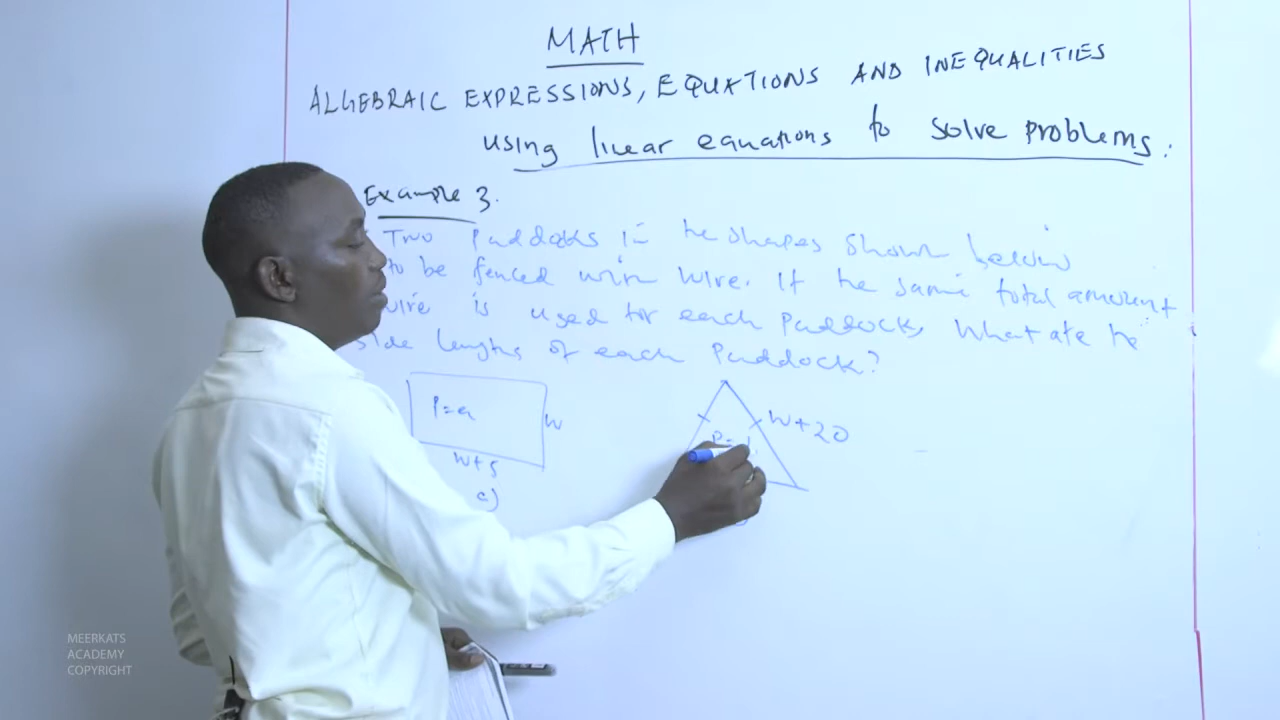 MATH
ALGEBRAIC EXPRESSIONS, EQUATIONS AND INEQUALITIES
using linear equations to solve problems.
Example 3.
Two Paddocks in the shapes shown below
to be fenced with wire. If the same total amount
wire is used for each Paddock, What are the
side lengths of each Paddock?
P=a
w
w+5
a)
w+20
P=
MEERKATS
ACADEMY
COPYRIGHT